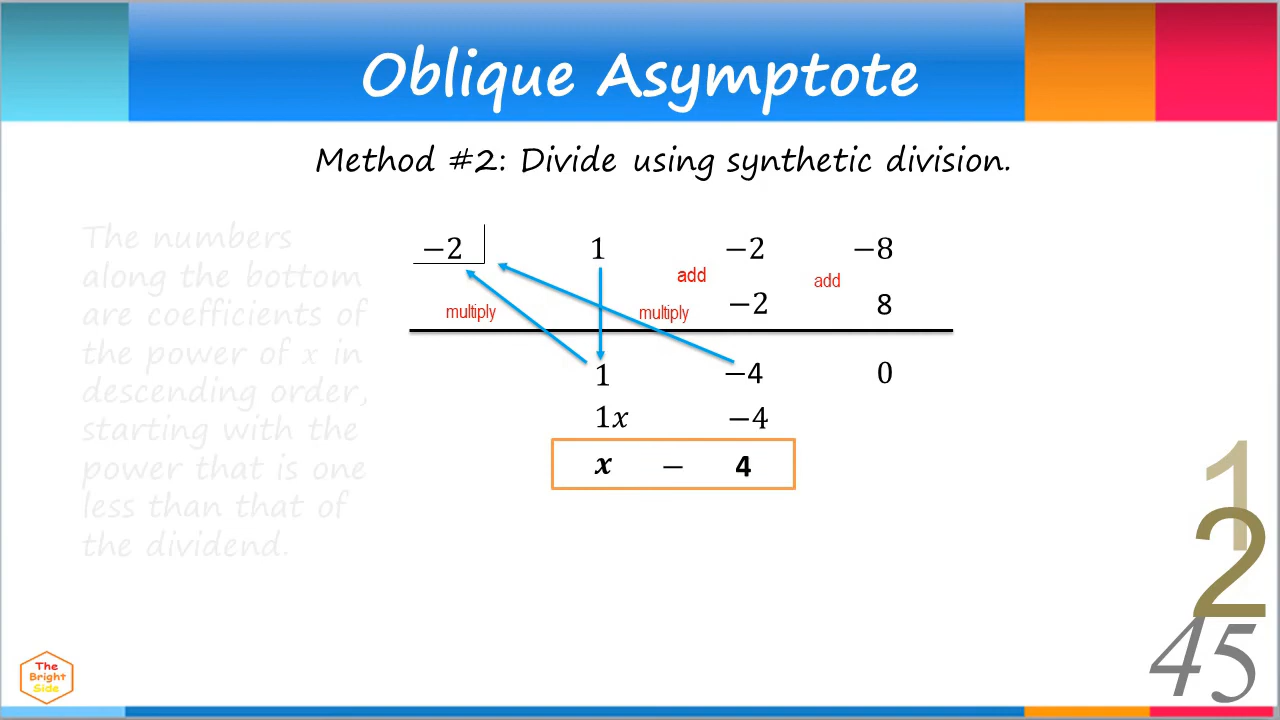 Oblique Asymptote
Method #2: Divide using synthetic division.
The numbers
along the bottom
are coefficients of
the power of x in
descending order,
starting with the
power that is one
less than that of
the dividend.
−2 1 −2 −8
add add
multiply multiply −2 8
1 −4 0
1x −4
x − 4
1
2
45
The
Bright
Side